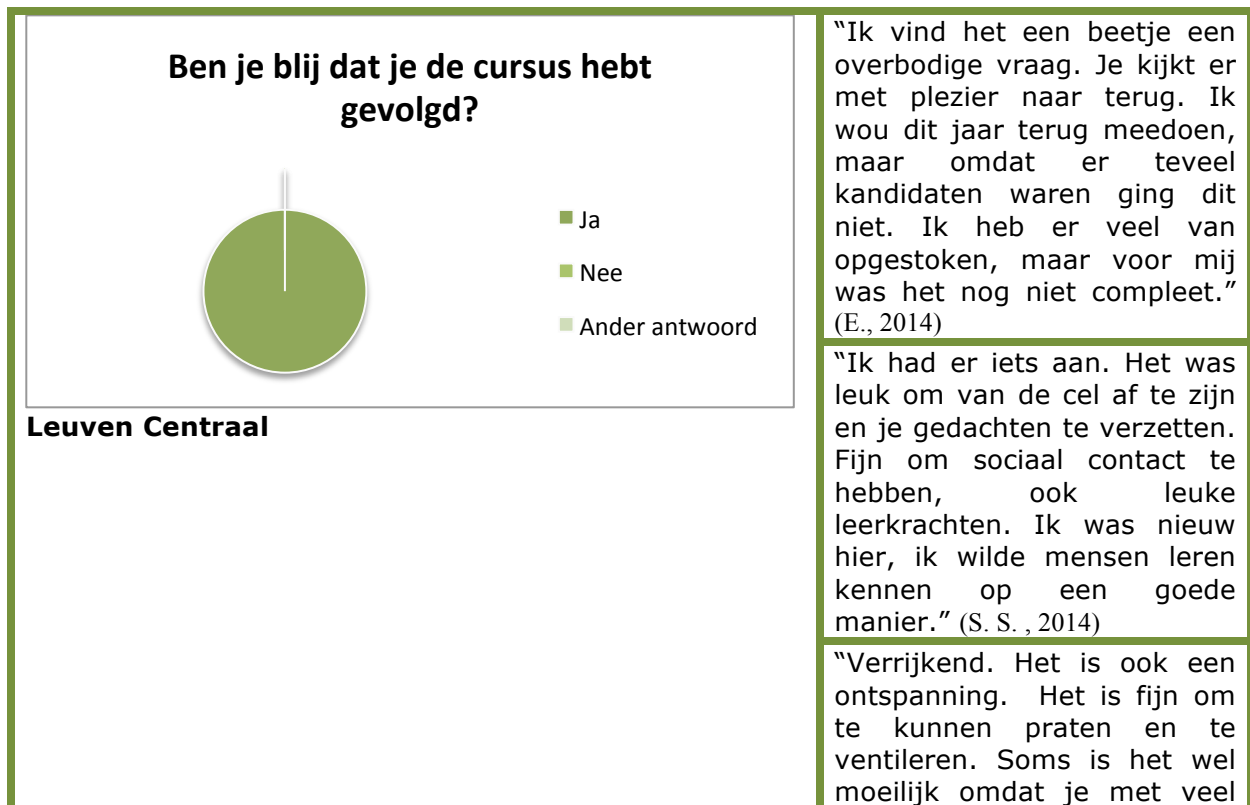 Ben je blij dat je de cursus hebt
gevolgd?
Ja
Nee
Ander antwoord
Leuven Centraal
“Ik vind het een beetje een
overbodige vraag. Je kijkt er
met plezier naar terug. Ik
wou dit jaar terug meedoen,
maar omdat er teveel
kandidaten waren ging dit
niet. Ik heb er veel van
opgestoken, maar voor mij
was het nog niet compleet.”
(E., 2014)
“Ik had er iets aan. Het was
leuk om van de cel af te zijn
en je gedachten te verzetten.
Fijn om sociaal contact te
hebben, ook leuke
leerkrachten. Ik was nieuw
hier, ik wilde mensen leren
kennen op een goede
manier.” (S. S. , 2014)
“Verrijkend. Het is ook een
ontspanning. Het is fijn om
te kunnen praten en te
ventileren. Soms is het wel
moeilijk omdat je met veel